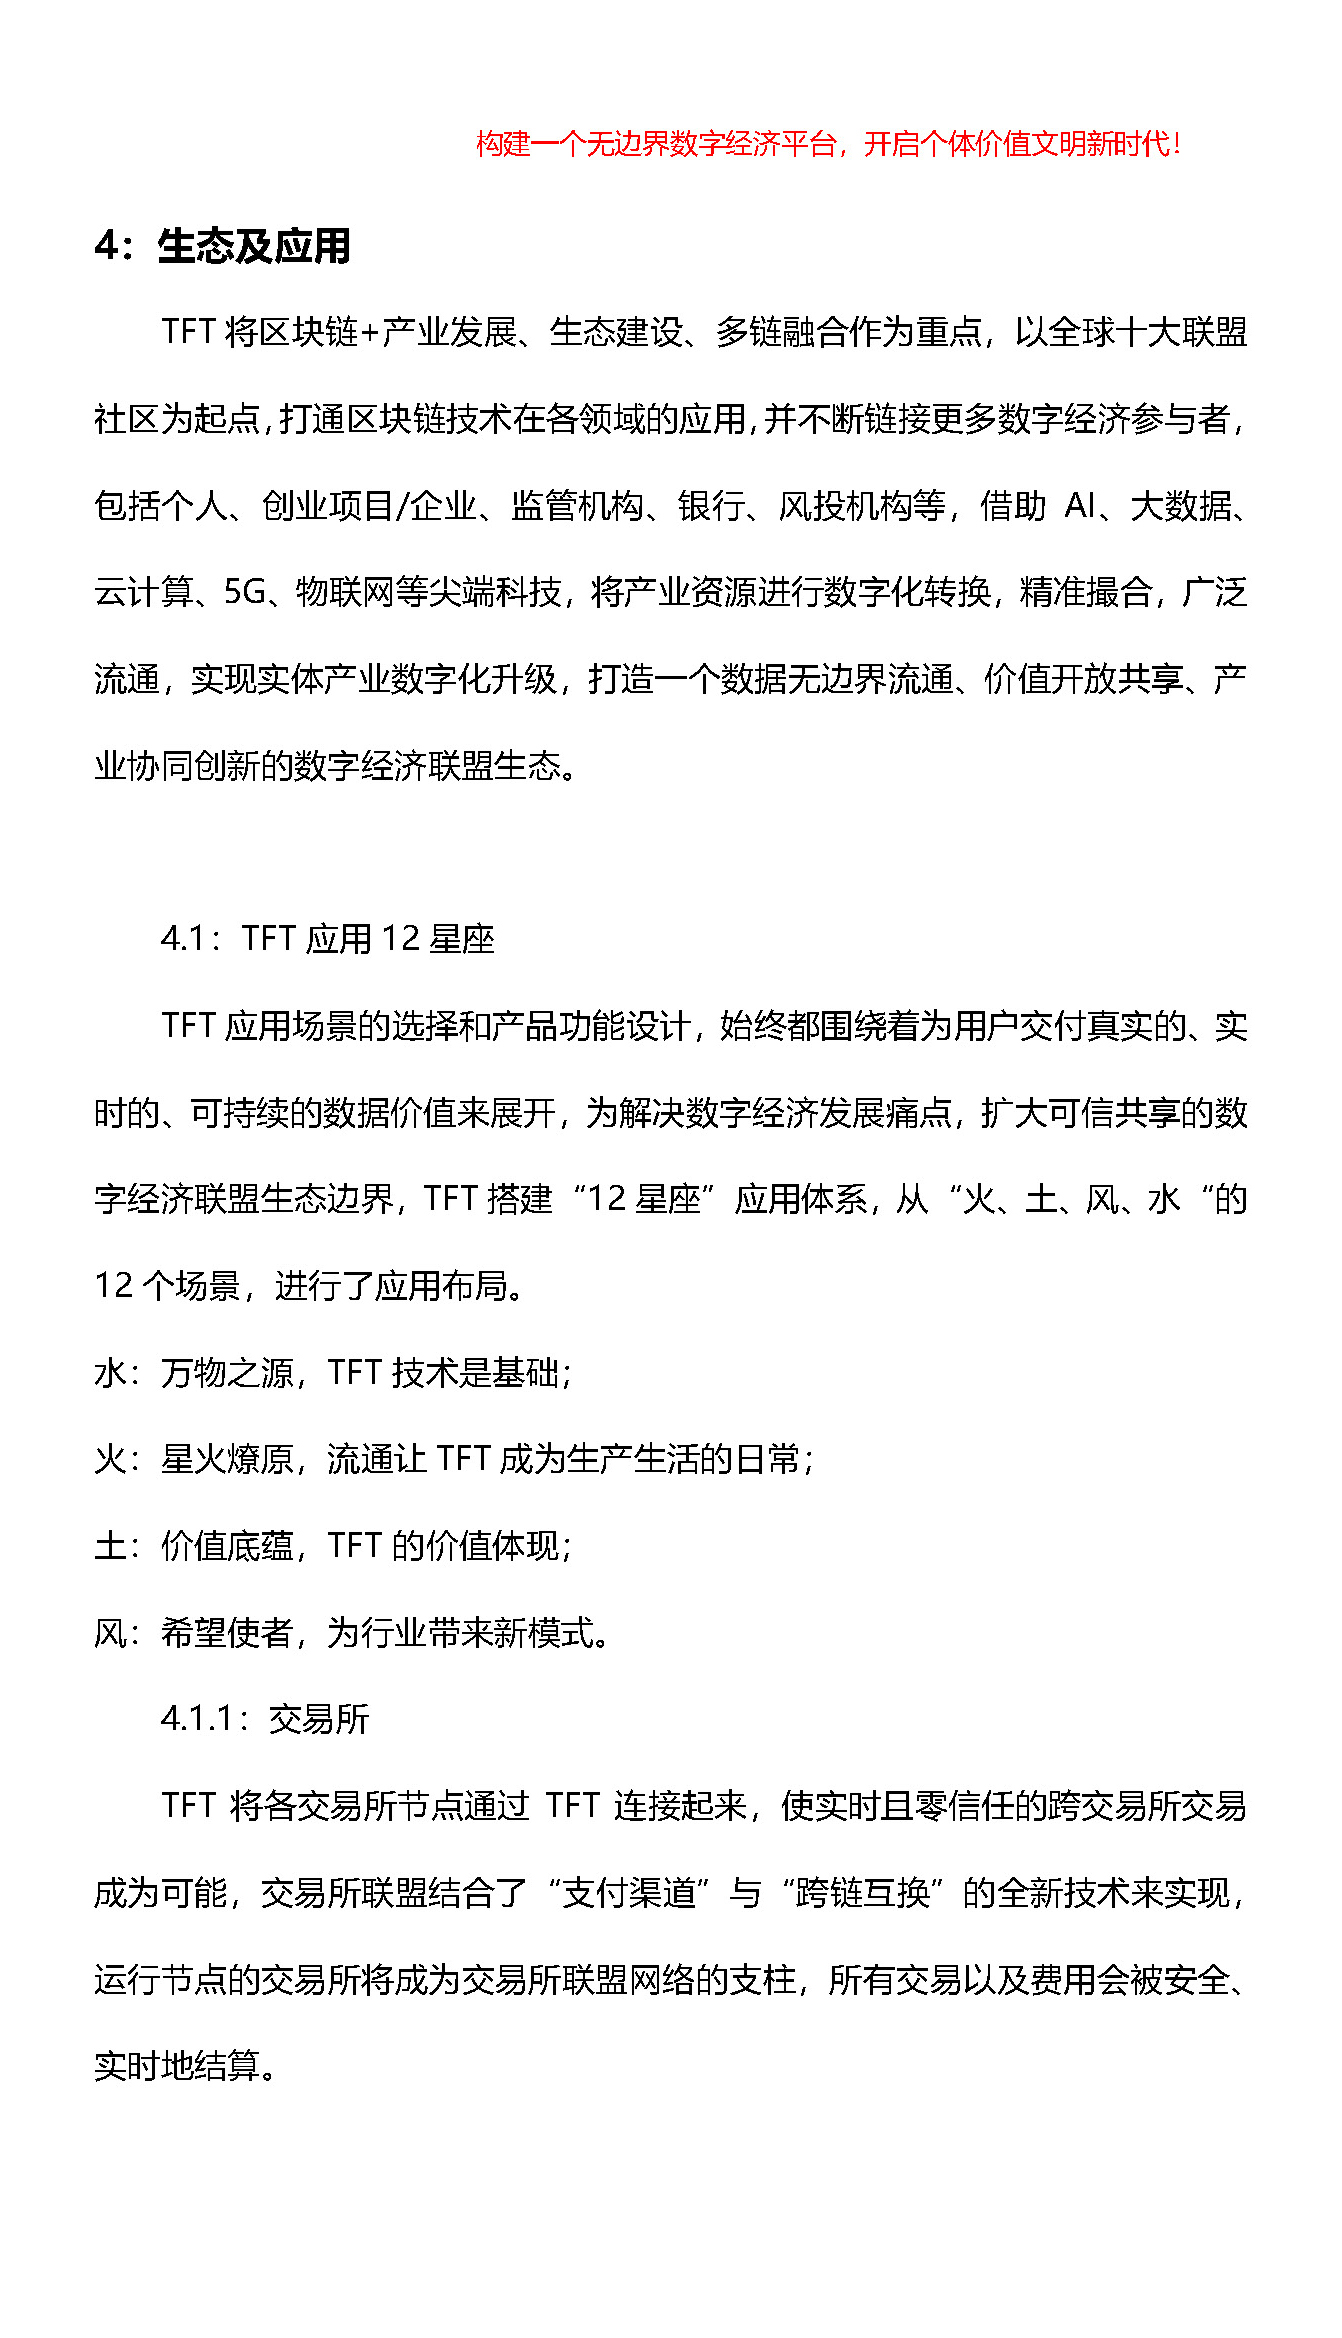 构建一个无边界数字经济平台，开启个体价值文明新时代！
4：生态及应用
TFT 将区块链+产业发展、生态建设、多链融合作为重点，以全球十大联盟
社区为起点，打通区块链技术在各领域的应用，并不断链接更多数字经济参与者，
包括个人、创业项目/企业、监管机构、银行、风投机构等，借助 AI、大数据、
云计算、5G、物联网等尖端科技，将产业资源进行数字化转换，精准撮合，广泛
流通，实现实体产业数字化升级，打造一个数据无边界流通、价值开放共享、产
业协同创新的数字经济联盟生态。
4.1：TFT 应用 12 星座
TFT 应用场景的选择和产品功能设计，始终都围绕着为用户交付真实的、实
时的、可持续的数据价值来展开，为解决数字经济发展痛点，扩大可信共享的数
字经济联盟生态边界，TFT 搭建“12 星座”应用体系，从“火、土、风、水“的
12 个场景，进行了应用布局。
水：万物之源，TFT 技术是基础；
火：星火燎原，流通让 TFT 成为生产生活的日常；
土：价值底蕴，TFT 的价值体现；
风：希望使者，为行业带来新模式。
4.1.1：交易所
TFT 将各交易所节点通过 TFT 连接起来，使实时且零信任的跨交易所交易
成为可能，交易所联盟结合了“支付渠道”与“跨链互换”的全新技术来实现，
运行节点的交易所将成为交易所联盟网络的支柱，所有交易以及费用会被安全、
实时地结算。